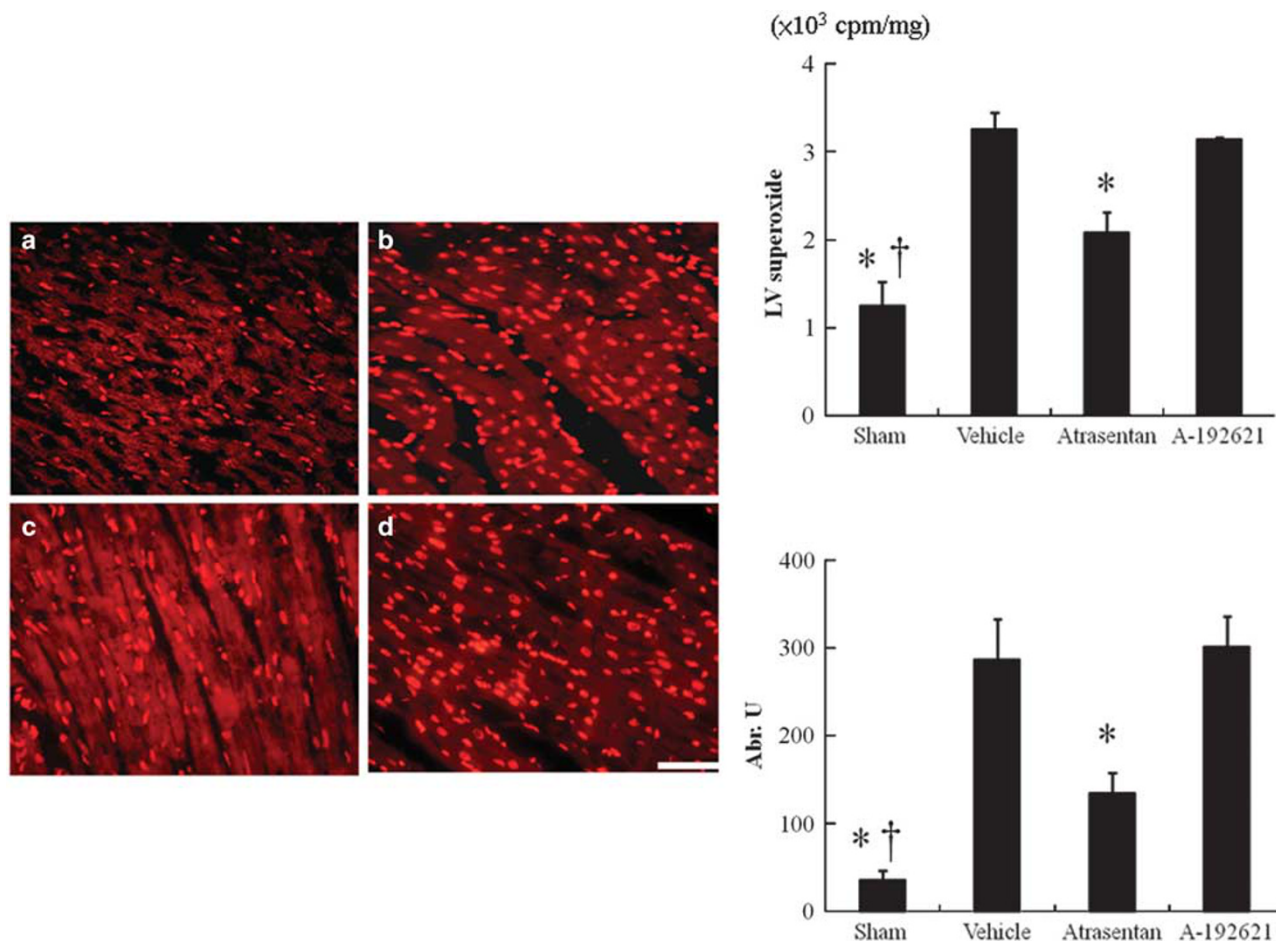 a
b
c
d
(×10³ cpm/mg)
LV superoxide
4
3
2
1
0
* †
*
Sham Vehicle Atrasentan A-192621
Abr. U
400
300
200
100
0
* †
*
Sham Vehicle Atrasentan A-192621